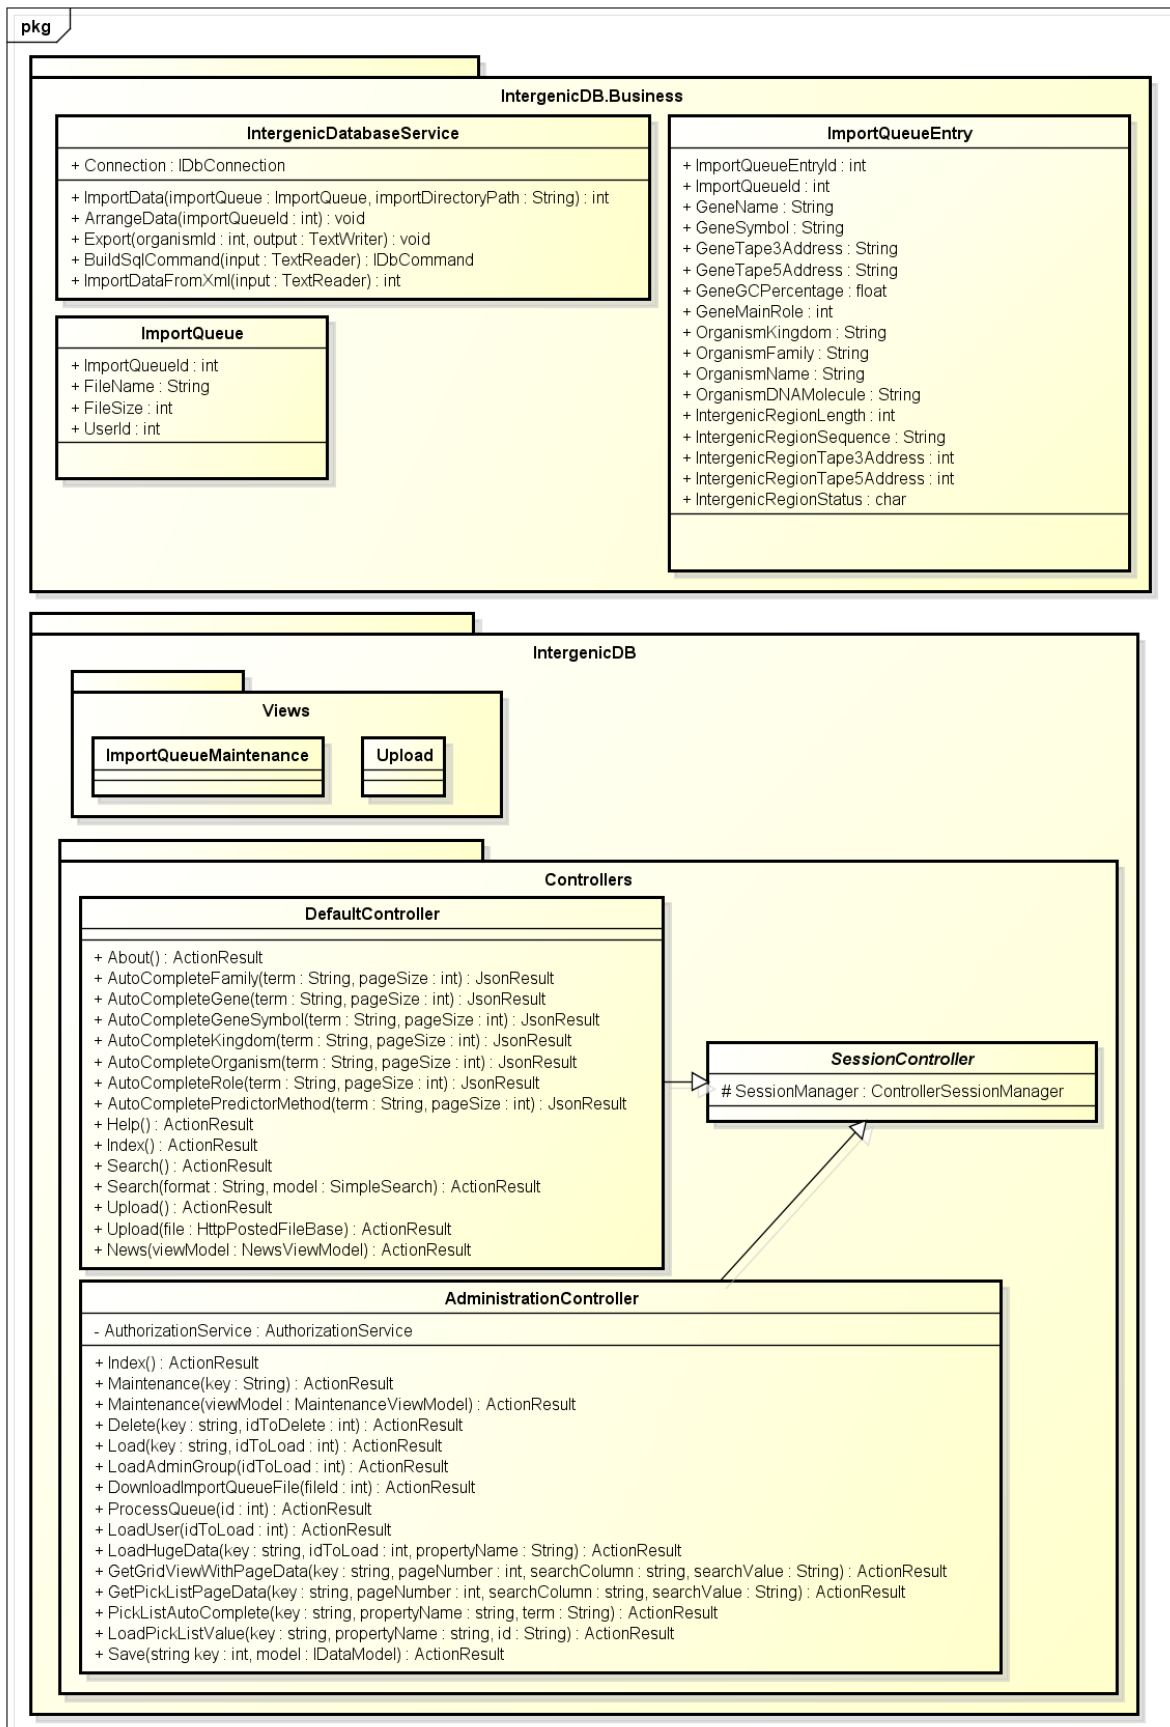 pkg
IntergenicDB.Business
IntergenicDatabaseService
+ Connection : IDbConnection
+ ImportData(importQueue : ImportQueue, importDirectoryPath : String) : int
+ ArrangeData(importQueueId : int) : void
+ Export(organismId : int, output : TextWriter) : void
+ BuildSqlCommand(input : TextReader) : IDbCommand
+ ImportDataFromXml(input : TextReader) : int
ImportQueue
+ ImportQueueId : int
+ FileName : String
+ FileSize : int
+ UserId : int
ImportQueueEntry
+ ImportQueueEntryId : int
+ ImportQueueId : int
+ GeneName : String
+ GeneSymbol : String
+ GeneTape3Address : String
+ GeneTape5Address : String
+ GeneGCPercentage : float
+ GeneMainRole : int
+ OrganismKingdom : String
+ OrganismFamily : String
+ OrganismName : String
+ OrganismDNAMolecule : String
+ IntergenicRegionLength : int
+ IntergenicRegionSequence : String
+ IntergenicRegionTape3Address : int
+ IntergenicRegionTape5Address : int
+ IntergenicRegionStatus : char
IntergenicDB
Views
ImportQueueMaintenance
Upload
Controllers
DefaultController
+ About() : ActionResult
+ AutoCompleteFamily(term : String, pageSize : int) : JsonResult
+ AutoCompleteGene(term : String, pageSize : int) : JsonResult
+ AutoCompleteGeneSymbol(term : String, pageSize : int) : JsonResult
+ AutoCompleteKingdom(term : String, pageSize : int) : JsonResult
+ AutoCompleteOrganism(term : String, pageSize : int) : JsonResult
+ AutoCompleteRole(term : String, pageSize : int) : JsonResult
+ AutoCompletePredictorMethod(term : String, pageSize : int) : JsonResult
+ Help() : ActionResult
+ Index() : ActionResult
+ Search() : ActionResult
+ Search(format : String, model : SimpleSearch) : ActionResult
+ Upload() : ActionResult
+ Upload(file : HttpPostedFileBase) : ActionResult
+ News(viewModel : NewsViewModel) : ActionResult
SessionController
# SessionManager : ControllerSessionManager
AdministrationController
- AuthorizationService : AuthorizationService
+ Index() : ActionResult
+ Maintenance(key : String) : ActionResult
+ Maintenance(viewModel : MaintenanceViewModel) : ActionResult
+ Delete(key : string, idToDelete : int) : ActionResult
+ Load(key : string, idToLoad : int) : ActionResult
+ LoadAdminGroup(idToLoad : int) : ActionResult
+ DownloadImportQueueFile(fileId : int) : ActionResult
+ ProcessQueue(id : int) : ActionResult
+ LoadUser(idToLoad : int) : ActionResult
+ LoadHugeData(key : string, idToLoad : int, propertyName : String) : ActionResult
+ GetGridViewWithPageData(key : string, pageNumber : int, searchColumn : string, searchValue : String) : ActionResult
+ GetPickListPageData(key : string, pageNumber : int, searchColumn : string, searchValue : String) : ActionResult
+ PickListAutoComplete(key : string, propertyName : string, term : String) : ActionResult
+ LoadPickListValue(key : string, propertyName : string, id : String) : ActionResult
+ Save(string key : int, model : IDataModel) : ActionResult